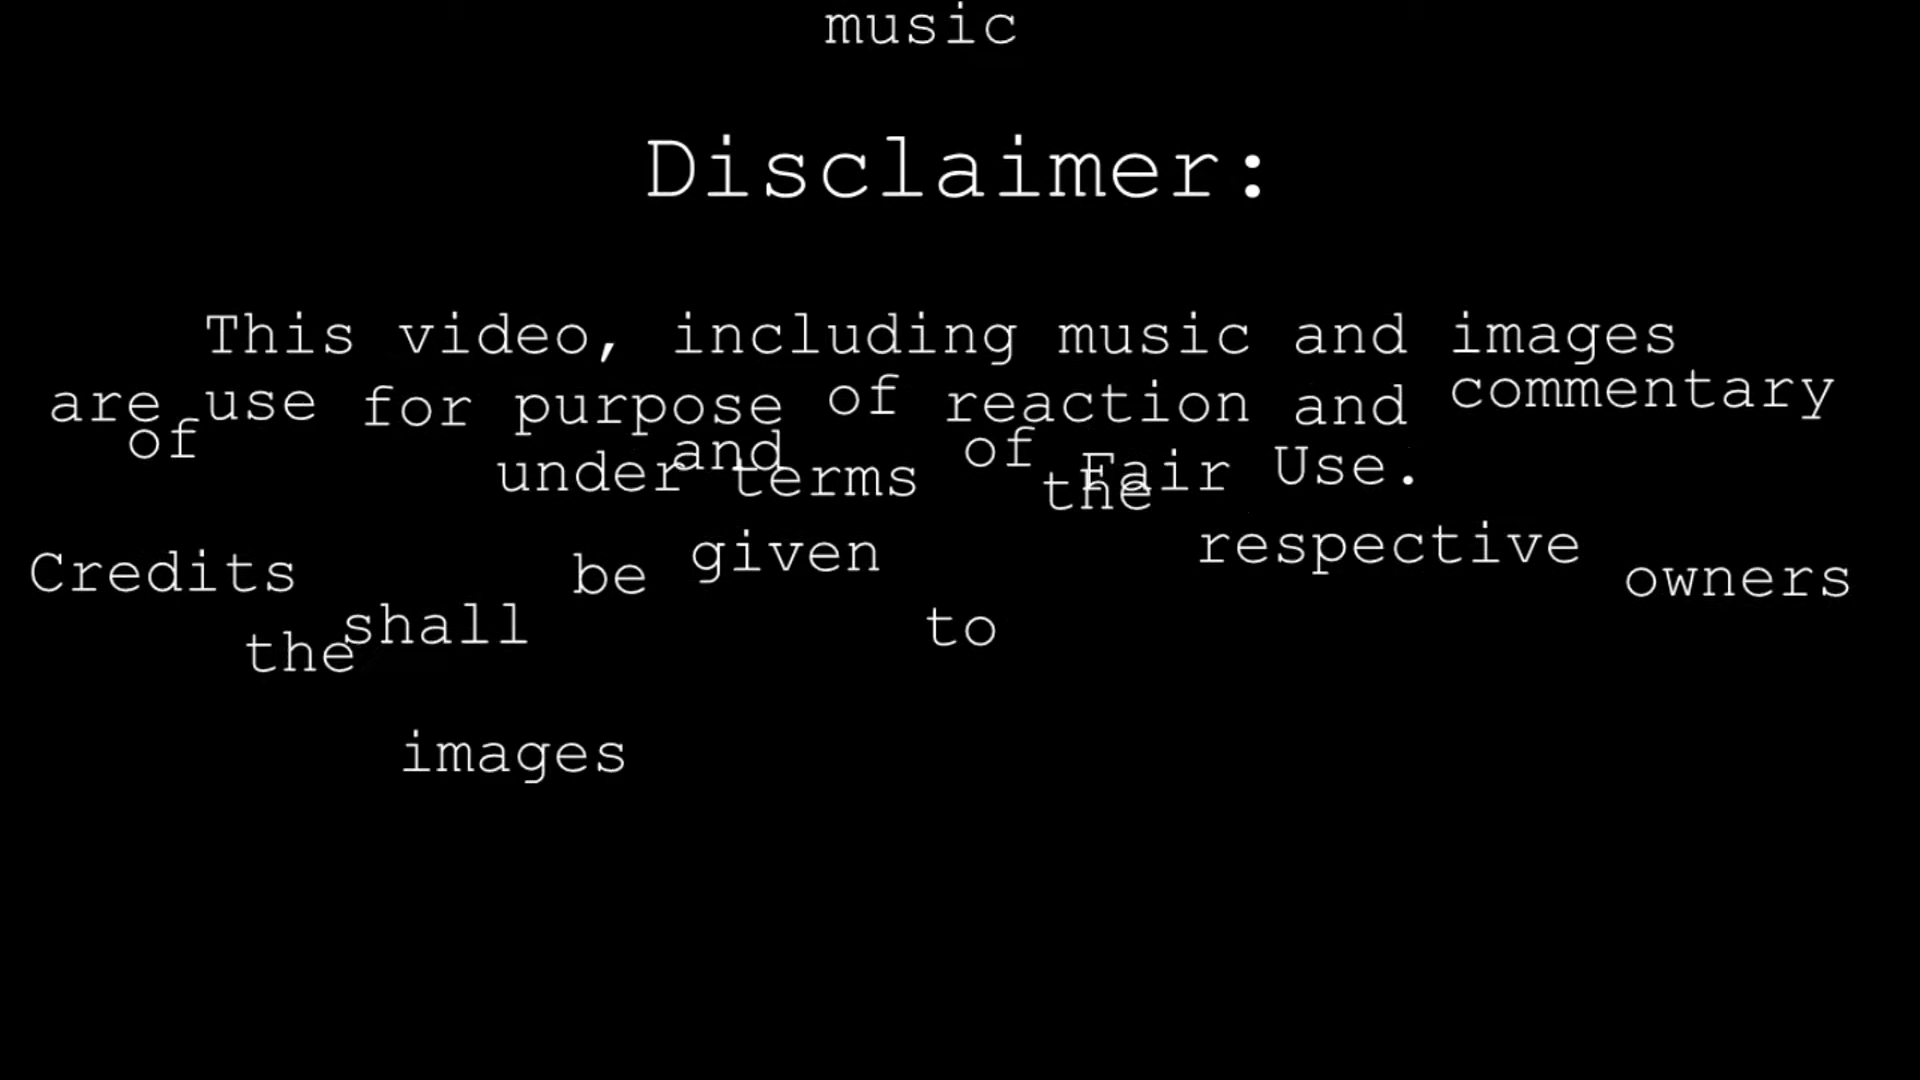 music
Disclaimer:
This video, including music and images
are use for purpose of reaction and commentary
under terms of Fair Use.
Credits shall be given to the respective owners
of the images and music